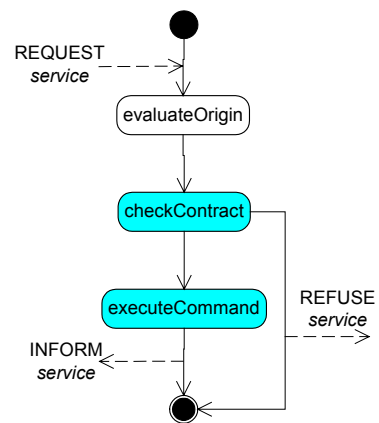 REQUEST
service
evaluateOrigin
checkContract
executeCommand
REFUSE
service
INFORM
service